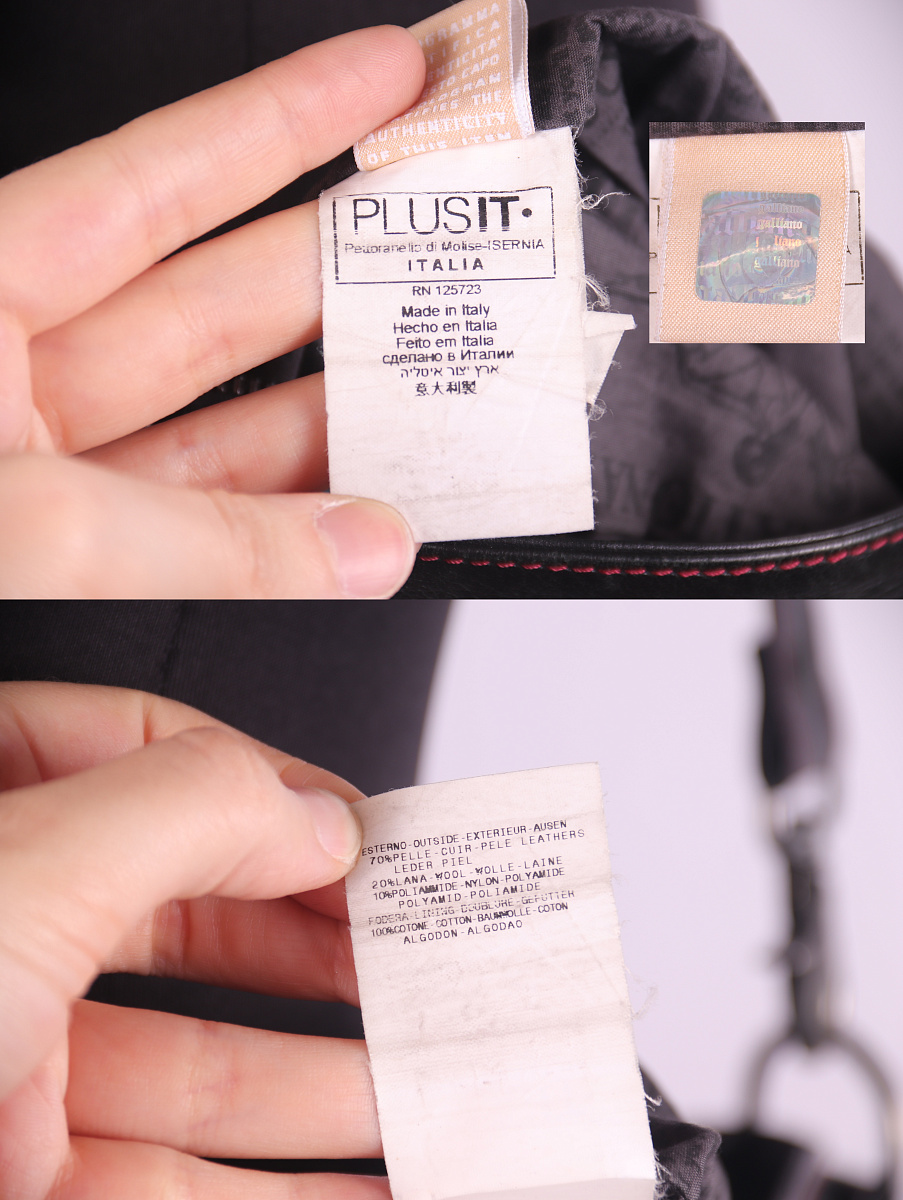 AUTHENTICITY
OF THIS ITEM
PLUSIT•
Pettoranello di Molise-ISERNIA
ITALIA
RN 125723
Made in Italy
Hecho en Italia
Feito em Italia
сделано в Италии
ארץ יצור איטליה
意大利製
galliano
galliano
ESTERNO-OUTSIDE-EXTERIEUR-AUSEN
70%PELLE-CUIR-PELE LEATHERS
LEDER PIEL
20%LANA-WOOL-WOLLE-LAINE
10%POLIAMMIDE-NYLON-POLYAMIDE
POLYAMID-POLIAMIDE
FODERA-LINING-DOUBLURE-GEFUTTER
100%COTONE-COTTON-BAUMWOLLE-COTON
ALGODON-ALGODAO